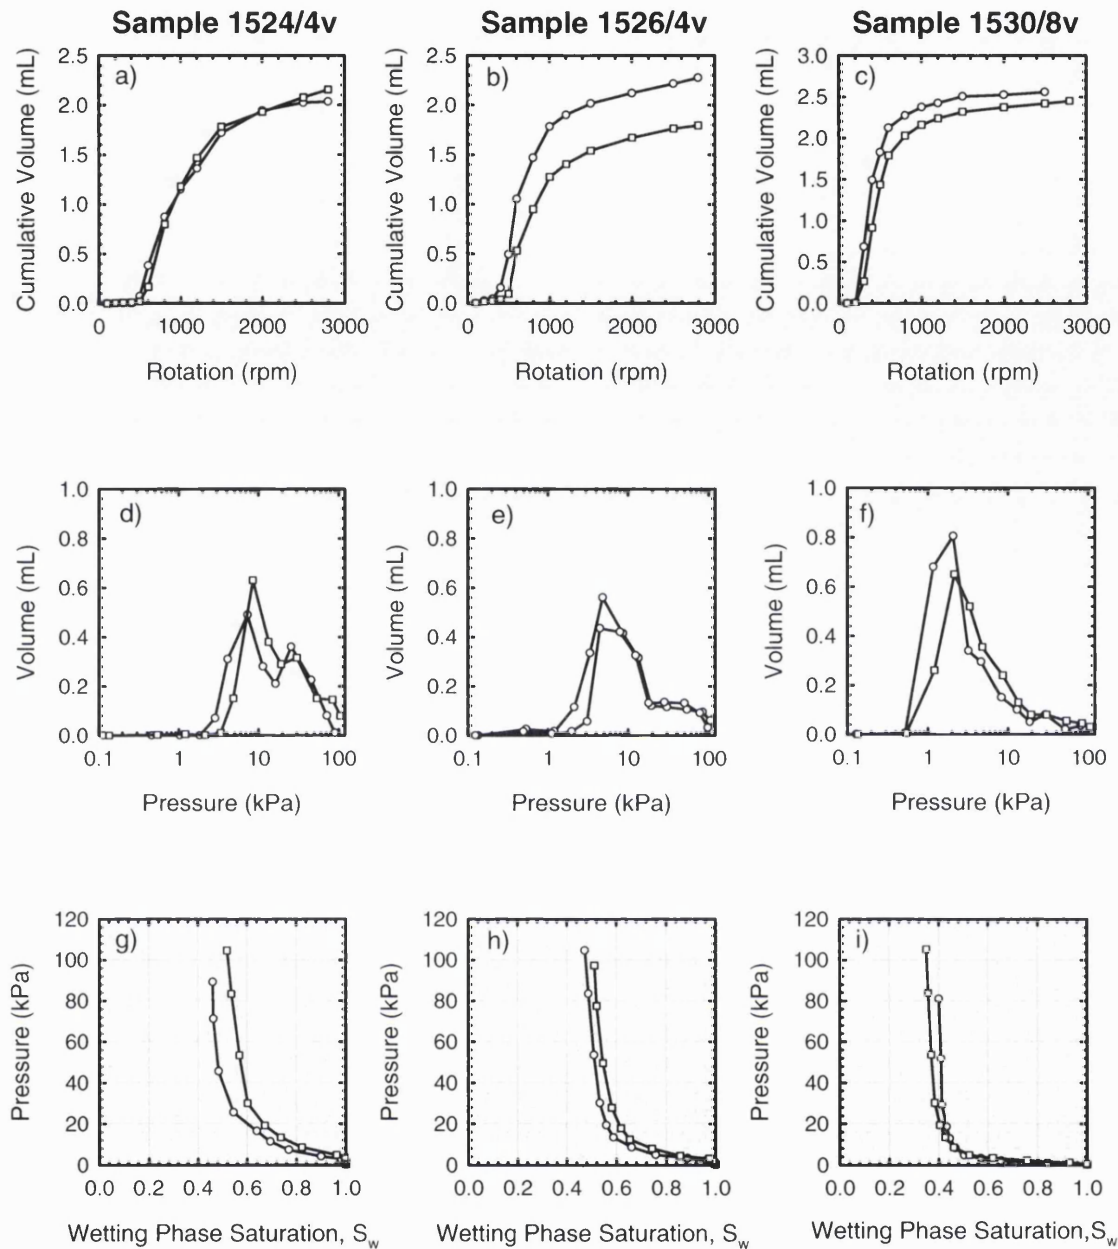 Sample 1524/4v Sample 1526/4v Sample 1530/8v
Cumulative Volume (mL)
2.5
2.0
1.5
1.0
0.5
0.0
a)
0 1000 2000 3000
Rotation (rpm)
Cumulative Volume (mL)
2.5
2.0
1.5
1.0
0.5
0.0
b)
0 1000 2000 3000
Rotation (rpm)
Cumulative Volume (mL)
3.0
2.5
2.0
1.5
1.0
0.5
0.0
c)
0 1000 2000 3000
Rotation (rpm)
Volume (mL)
1.0
0.8
0.6
0.4
0.2
0.0
d)
0.1 1 10 100
Pressure (kPa)
Volume (mL)
1.0
0.8
0.6
0.4
0.2
0.0
e)
0.1 1 10 100
Pressure (kPa)
Volume (mL)
1.0
0.8
0.6
0.4
0.2
0.0
f)
0.1 1 10 100
Pressure (kPa)
Pressure (kPa)
120
100
80
60
40
20
0
g)
0.0 0.2 0.4 0.6 0.8 1.0
Wetting Phase Saturation, Sw
Pressure (kPa)
120
100
80
60
40
20
0
h)
0.0 0.2 0.4 0.6 0.8 1.0
Wetting Phase Saturation, Sw
Pressure (kPa)
120
100
80
60
40
20
0
i)
0.0 0.2 0.4 0.6 0.8 1.0
Wetting Phase Saturation,Sw